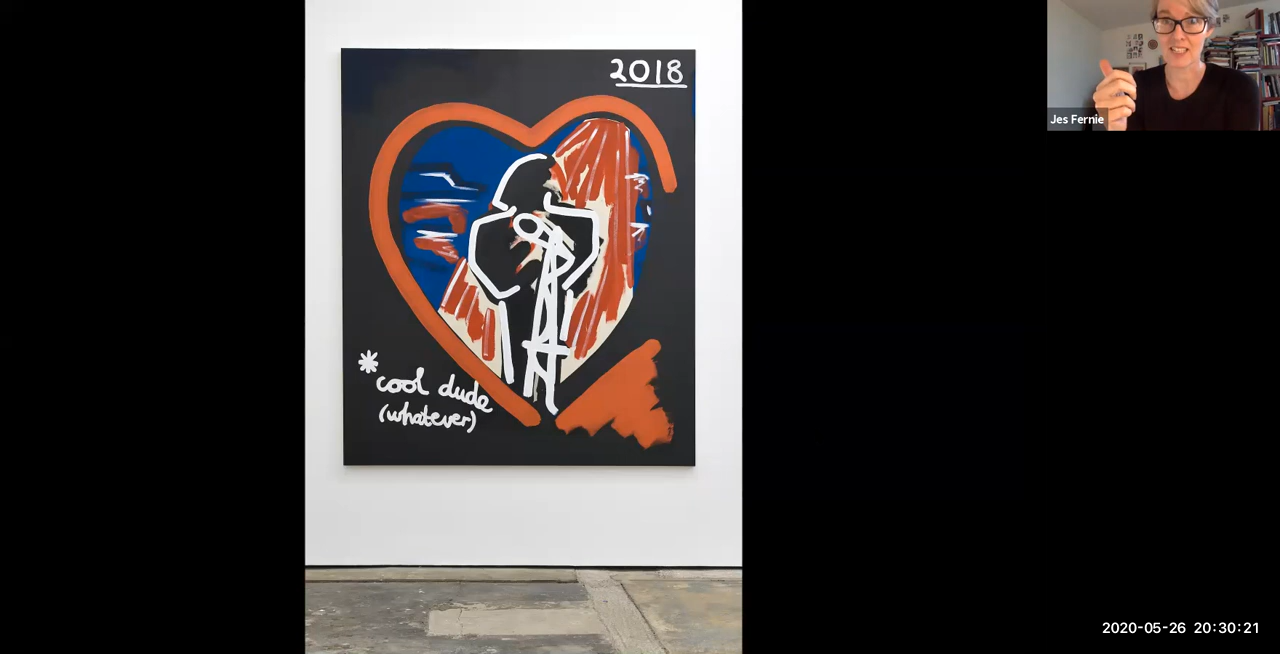 2018
Jes Fernie
*cool dude
(whatever)
2020-05-26 20:30:21